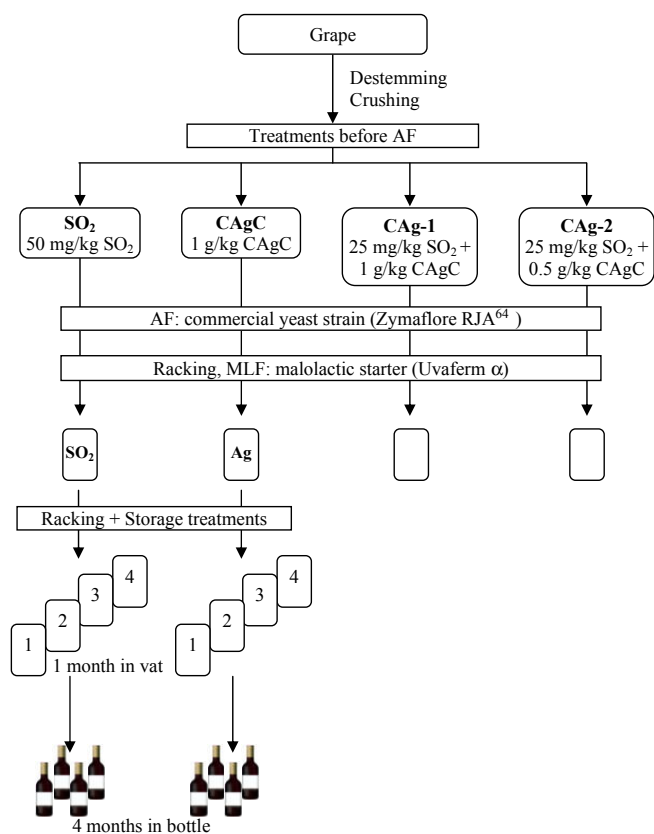 Grape
Destemming
Crushing
Treatments before AF
SO₂
50 mg/kg SO₂
CAgC
1 g/kg CAgC
CAg-1
25 mg/kg SO₂ +
1 g/kg CAgC
CAg-2
25 mg/kg SO₂ +
0.5 g/kg CAgC
AF: commercial yeast strain (Zymaflore RJA⁶⁴ )
Racking, MLF: malolactic starter (Uvaferm α)
SO₂
Ag
Racking + Storage treatments
1
2
3
4
1
2
3
4
1 month in vat
4 months in bottle